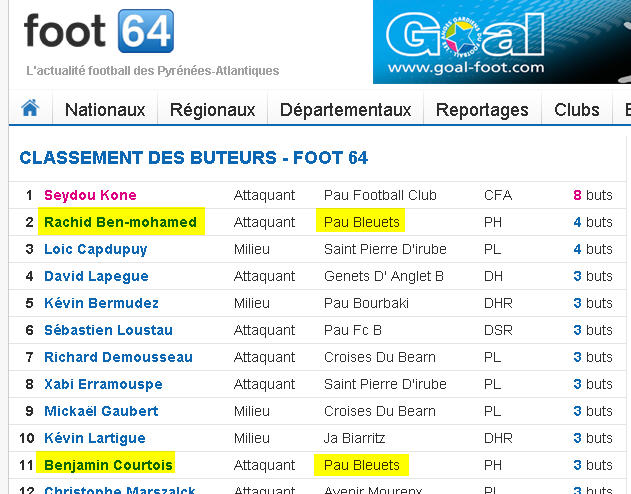 foot 64
L'actualité football des Pyrénées-Atlantiques
Goal
LES ANGES GARDIENS DU FOOTBALL
www.goal-foot.com
Nationaux Régionaux Départementaux Reportages Clubs E
CLASSEMENT DES BUTEURS - FOOT 64
1 Seydou Kone Attaquant Pau Football Club CFA 8 buts
2 Rachid Ben-mohamed Attaquant Pau Bleuets PH 4 buts
3 Loic Capdupuy Milieu Saint Pierre D'irube PL 4 buts
4 David Lapegue Attaquant Genets D' Anglet B DH 3 buts
5 Kévin Bermudez Milieu Pau Bourbaki DHR 3 buts
6 Sébastien Loustau Attaquant Pau Fc B DSR 3 buts
7 Richard Demousseau Attaquant Croises Du Bearn PL 3 buts
8 Xabi Erramouspe Attaquant Saint Pierre D'irube PL 3 buts
9 Mickaël Gaubert Milieu Croises Du Bearn PL 3 buts
10 Kévin Lartigue Milieu Ja Biarritz DHR 3 buts
11 Benjamin Courtois Attaquant Pau Bleuets PH 3 buts
12 Christophe Marszalck Attaquant Avenir Mourenx PL 3 buts